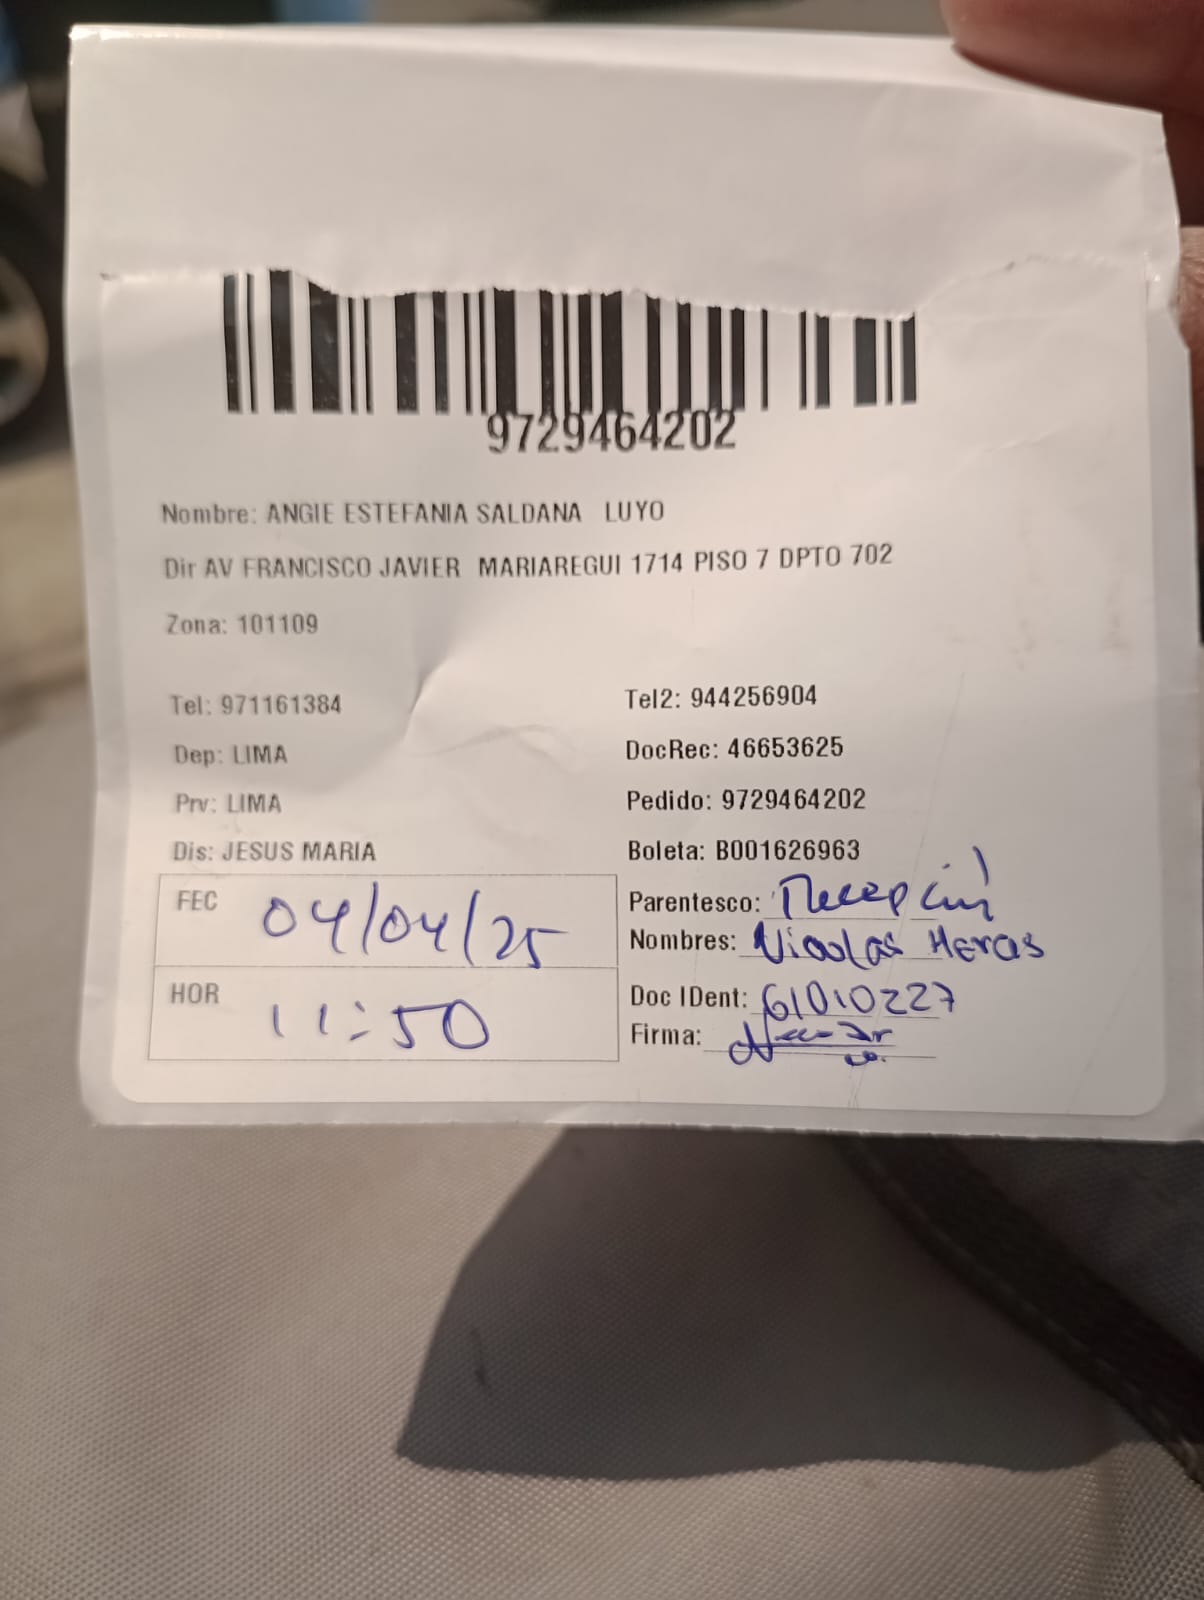 9729464202
Nombre: ANGIE ESTEFANIA SALDANA LUYO
Dir AV FRANCISCO JAVIER MARIAREGUI 1714 PISO 7 DPTO 702
Zona: 101109
Tel: 971161384 Tel2: 944256904
Dep: LIMA DocRec: 46653625
Prv: LIMA Pedido: 9729464202
Dis: JESUS MARIA Boleta: B001626963
FEC 04/04/25
HOR 11:50
Parentesco: Recepción
Nombres: Nicolas Heras
Doc IDent: 61010227
Firma: